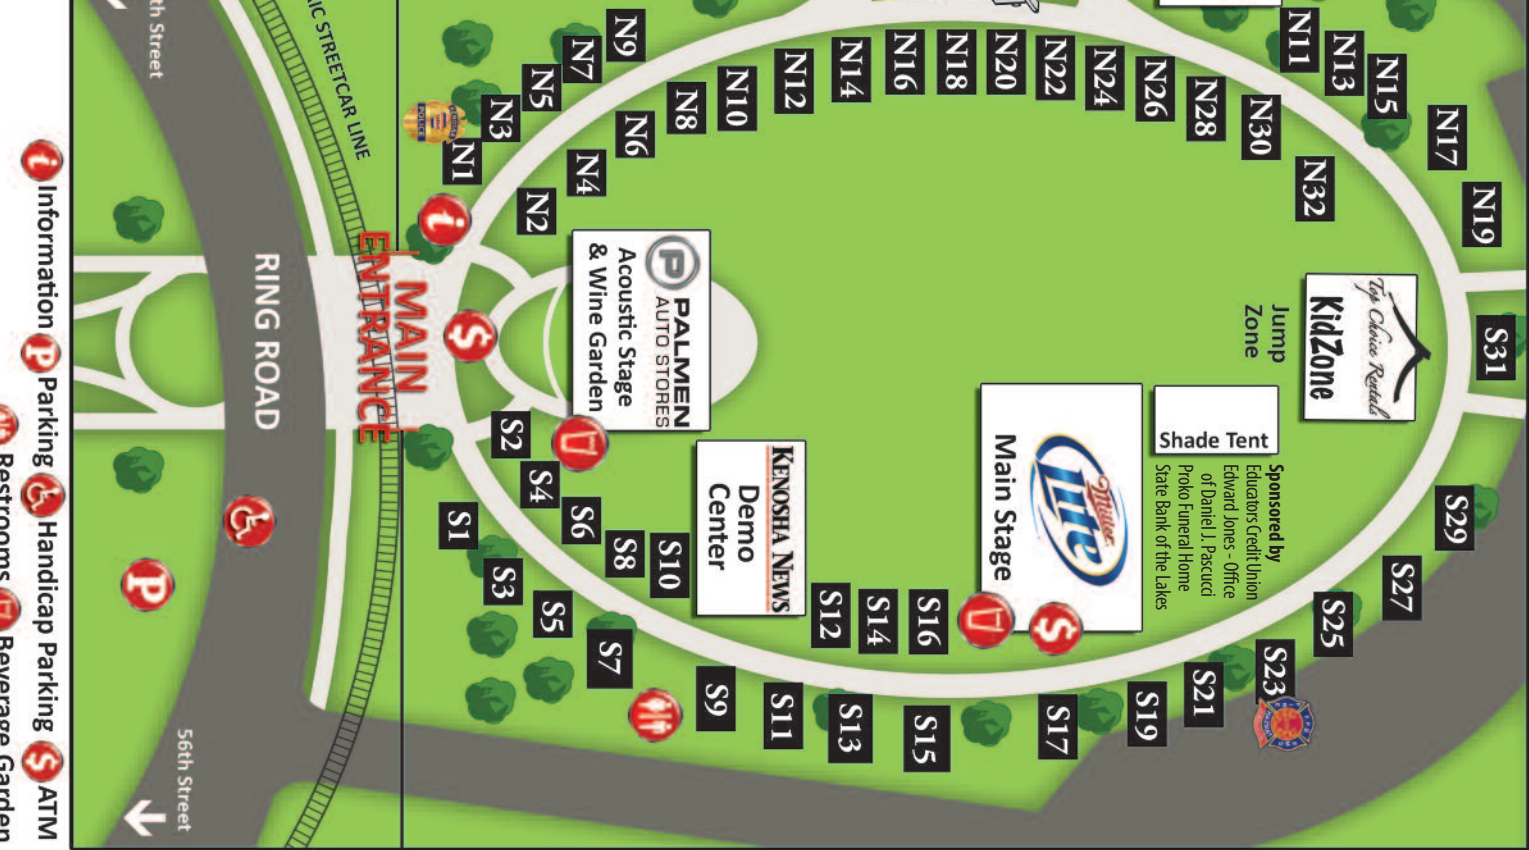 th Street
IC STREETCAR LINE
N9
N7
N5
N3
N1
POLICE
N2
N4
N6
N8
N10
N12
N14
N16
N18
N20
N22
N24
N26
N28
N30
N32
N11
N13
N15
N17
N19
S31
S29
S27
S25
S23
S21
S19
S17
S15
S13
S11
S9
S7
S5
S3
S1
S2
S4
S6
S8
S10
S12
S14
S16
P PALMEN
AUTO STORES
Acoustic Stage
& Wine Garden
KENOSHA NEWS
Demo
Center
Miller
Lite
Main Stage
Shade Tent
Sponsored by
Educators Credit Union
Edward Jones - Office
of Daniel J. Pascucci
Proko Funeral Home
State Bank of the Lakes
Top Choice Rentals
KidZone
Jump
Zone
i
$
$
MAIN
ENTRANCE
RING ROAD
P
56th Street
i Information P Parking Handicap Parking $ ATM
Restrooms Beverage Garden